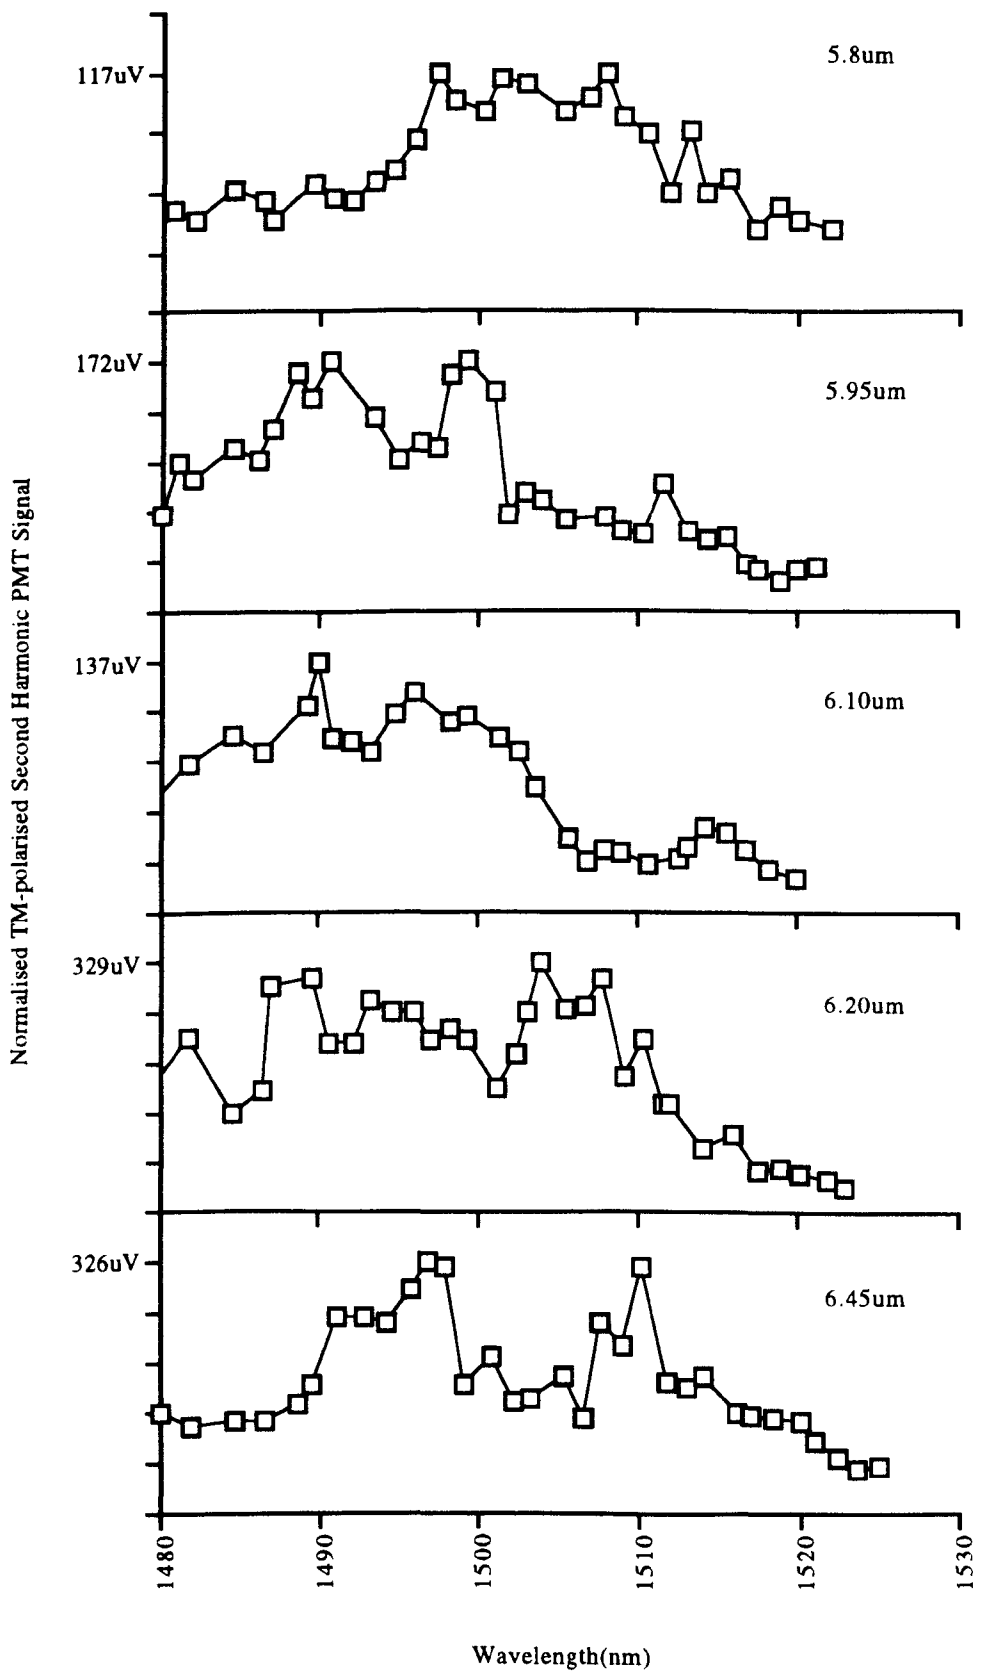 5.8um
117uV
172uV
5.95um
Normalised TM-polarised Second Harmonic PMT Signal
137uV
6.10um
329uV
6.20um
326uV
6.45um
1480 1490 1500 1510 1520 1530
Wavelength(nm)